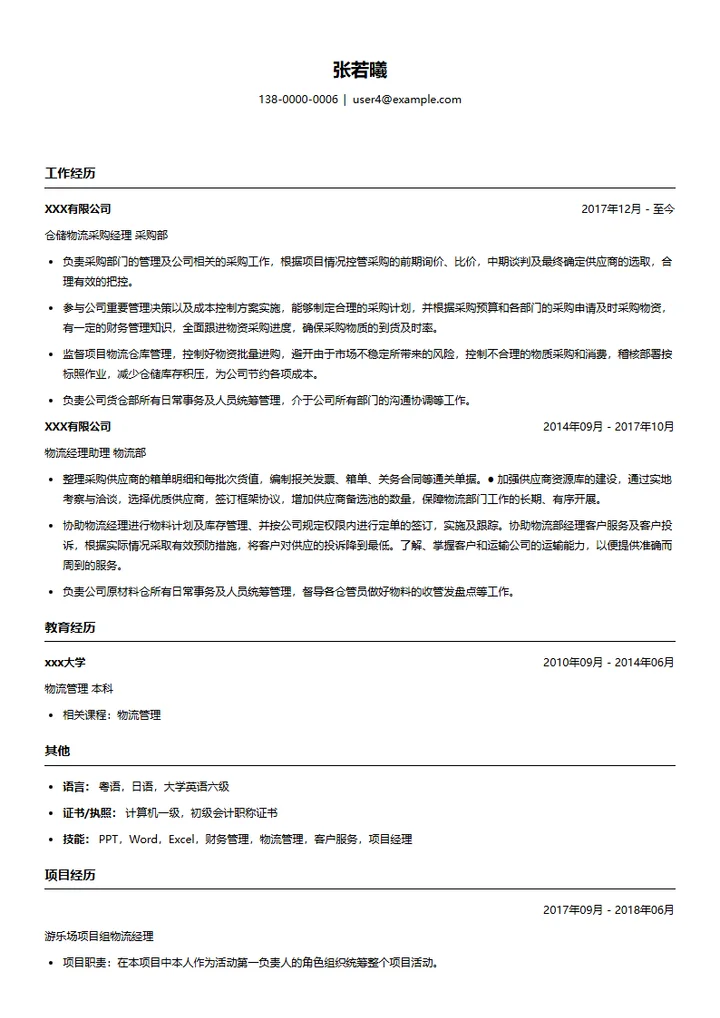 张若曦
138-0000-0006 | user4@example.com
工作经历
XXX有限公司 2017年12月 - 至今
仓储物流采购经理 采购部
• 负责采购部门的管理及公司相关的采购工作，根据项目情况控管采购的前期询价、比价，中期谈判及最终确定供应商的选取，合
理有效的把控。
• 参与公司重要管理决策以及成本控制方案实施，能够制定合理的采购计划，并根据采购预算和各部门的采购申请及时采购物资，
有一定的财务管理知识，全面跟进物资采购进度，确保采购物质的到货及时率。
• 监督项目物流仓库管理，控制好物资批量进购，避开由于市场不稳定所带来的风险，控制不合理的物质采购和消费，稽核部署按
标照作业，减少仓储库存积压，为公司节约各项成本。
• 负责公司货仓部所有日常事务及人员统筹管理，介于公司所有部门的沟通协调等工作。
XXX有限公司 2014年09月 - 2017年10月
物流经理助理 物流部
• 整理采购供应商的箱单明细和每批次货值，编制报关发票、箱单、关务合同等通关单据。● 加强供应商资源库的建设，通过实地
考察与洽谈，选择优质供应商，签订框架协议，增加供应商备选池的数量，保障物流部门工作的长期、有序开展。
• 协助物流经理进行物料计划及库存管理、并按公司规定权限内进行定单的签订，实施及跟踪。协助物流部经理客户服务及客户投
诉，根据实际情况采取有效预防措施，将客户对供应的投诉降到最低。了解、掌握客户和运输公司的运输能力，以便提供准确而
周到的服务。
• 负责公司原材料仓所有日常事务及人员统筹管理，督导各仓管员做好物料的收管发盘点等工作。
教育经历
xxx大学 2010年09月 - 2014年06月
物流管理 本科
• 相关课程：物流管理
其他
• 语言： 粤语，日语，大学英语六级
• 证书/执照： 计算机一级，初级会计职称证书
• 技能： PPT，Word，Excel，财务管理，物流管理，客户服务，项目经理
项目经历
2017年09月 - 2018年06月
游乐场项目组物流经理
• 项目职责：在本项目中本人作为活动第一负责人的角色组织统筹整个项目活动。